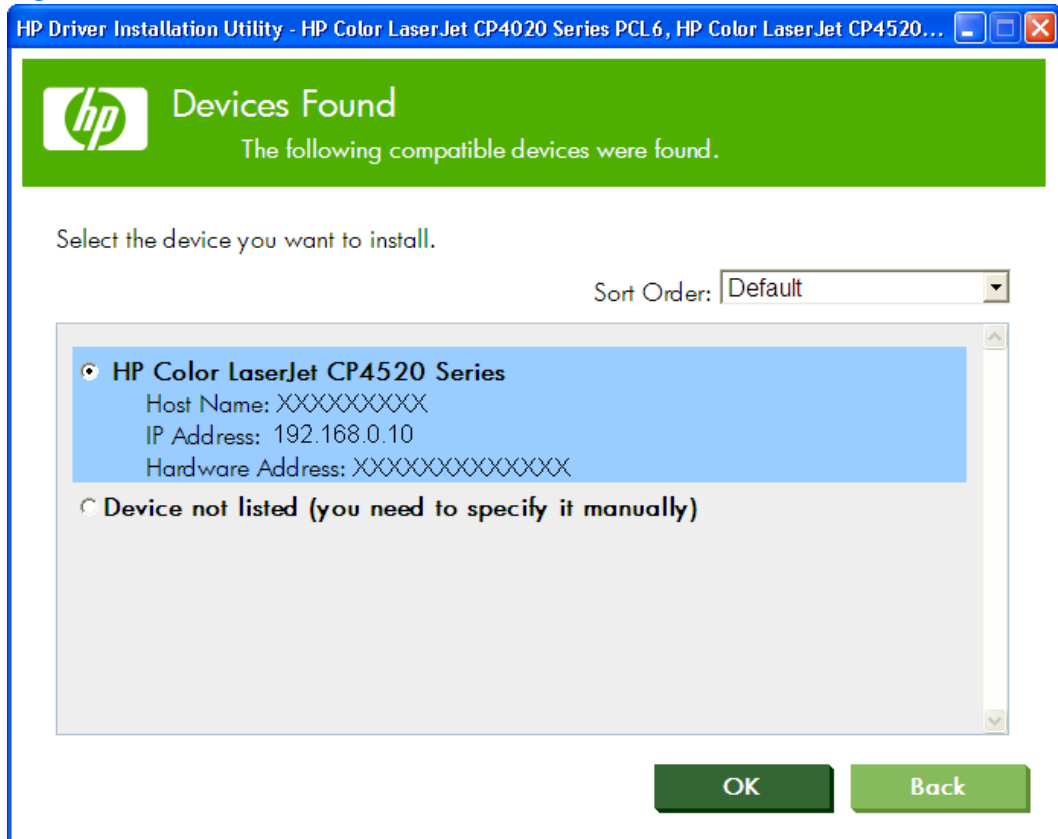 HP Driver Installation Utility - HP Color LaserJet CP4020 Series PCL6, HP Color LaserJet CP4520...
hp
Devices Found
The following compatible devices were found.
Select the device you want to install.
Sort Order: Default
HP Color LaserJet CP4520 Series
Host Name: XXXXXXXXX
IP Address: 192.168.0.10
Hardware Address: XXXXXXXXXXXXX
Device not listed (you need to specify it manually)
OK
Back